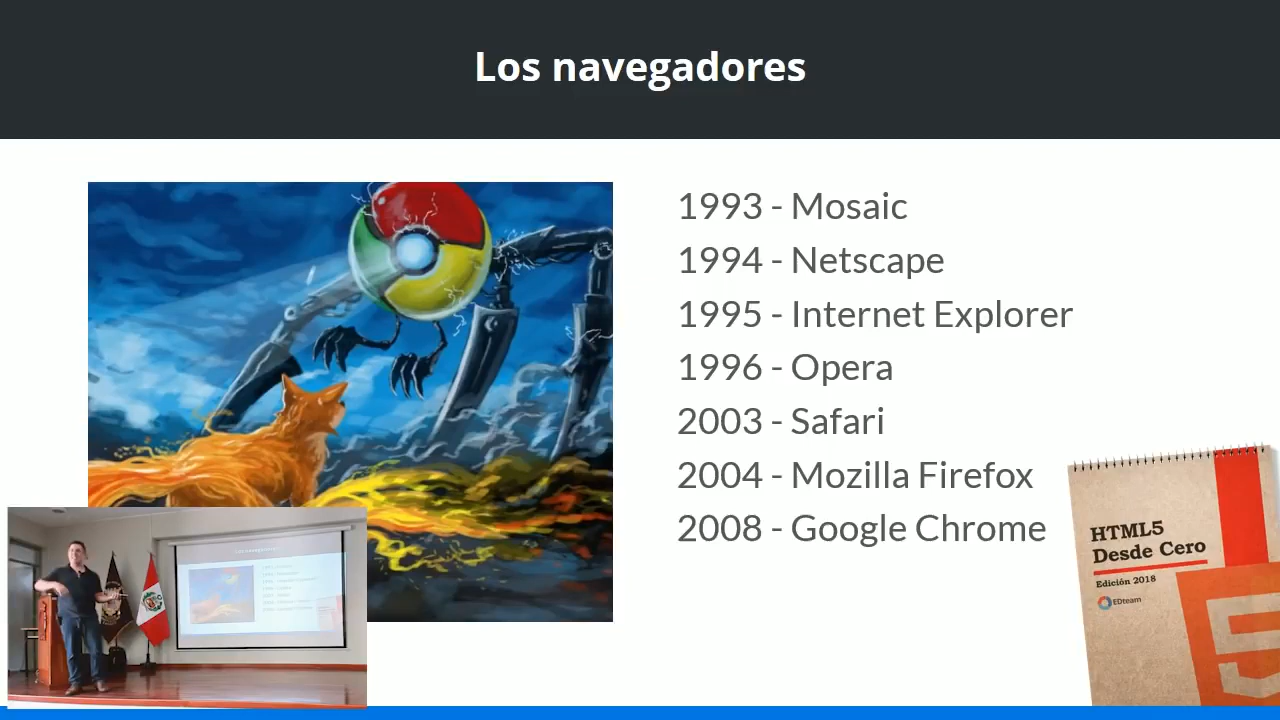 Los navegadores
1993 - Mosaic
1994 - Netscape
1995 - Internet Explorer
1996 - Opera
2003 - Safari
2004 - Mozilla Firefox
2008 - Google Chrome
HTML5
Desde Cero
Edición 2018
EDteam